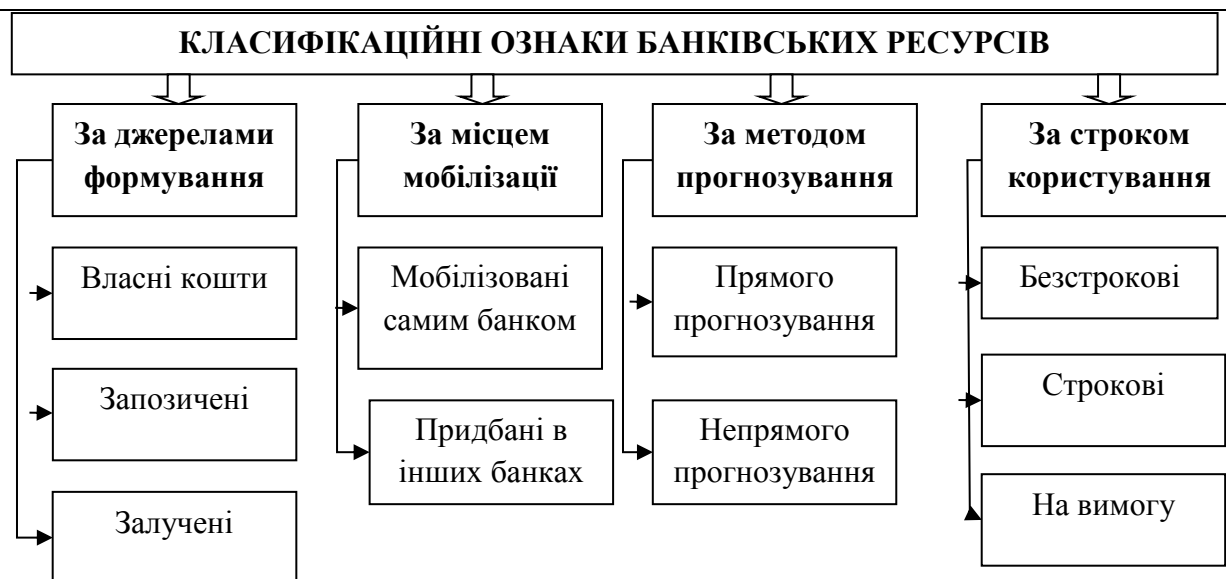 КЛАСИФІКАЦІЙНІ ОЗНАКИ БАНКІВСЬКИХ РЕСУРСІВ
За джерелами
формування
Власні кошти
Запозичені
Залучені
За місцем
мобілізації
Мобілізовані
самим банком
Придбані в
інших банках
За методом
прогнозування
Прямого
прогнозування
Непрямого
прогнозування
За строком
користування
Безстрокові
Строкові
На вимогу